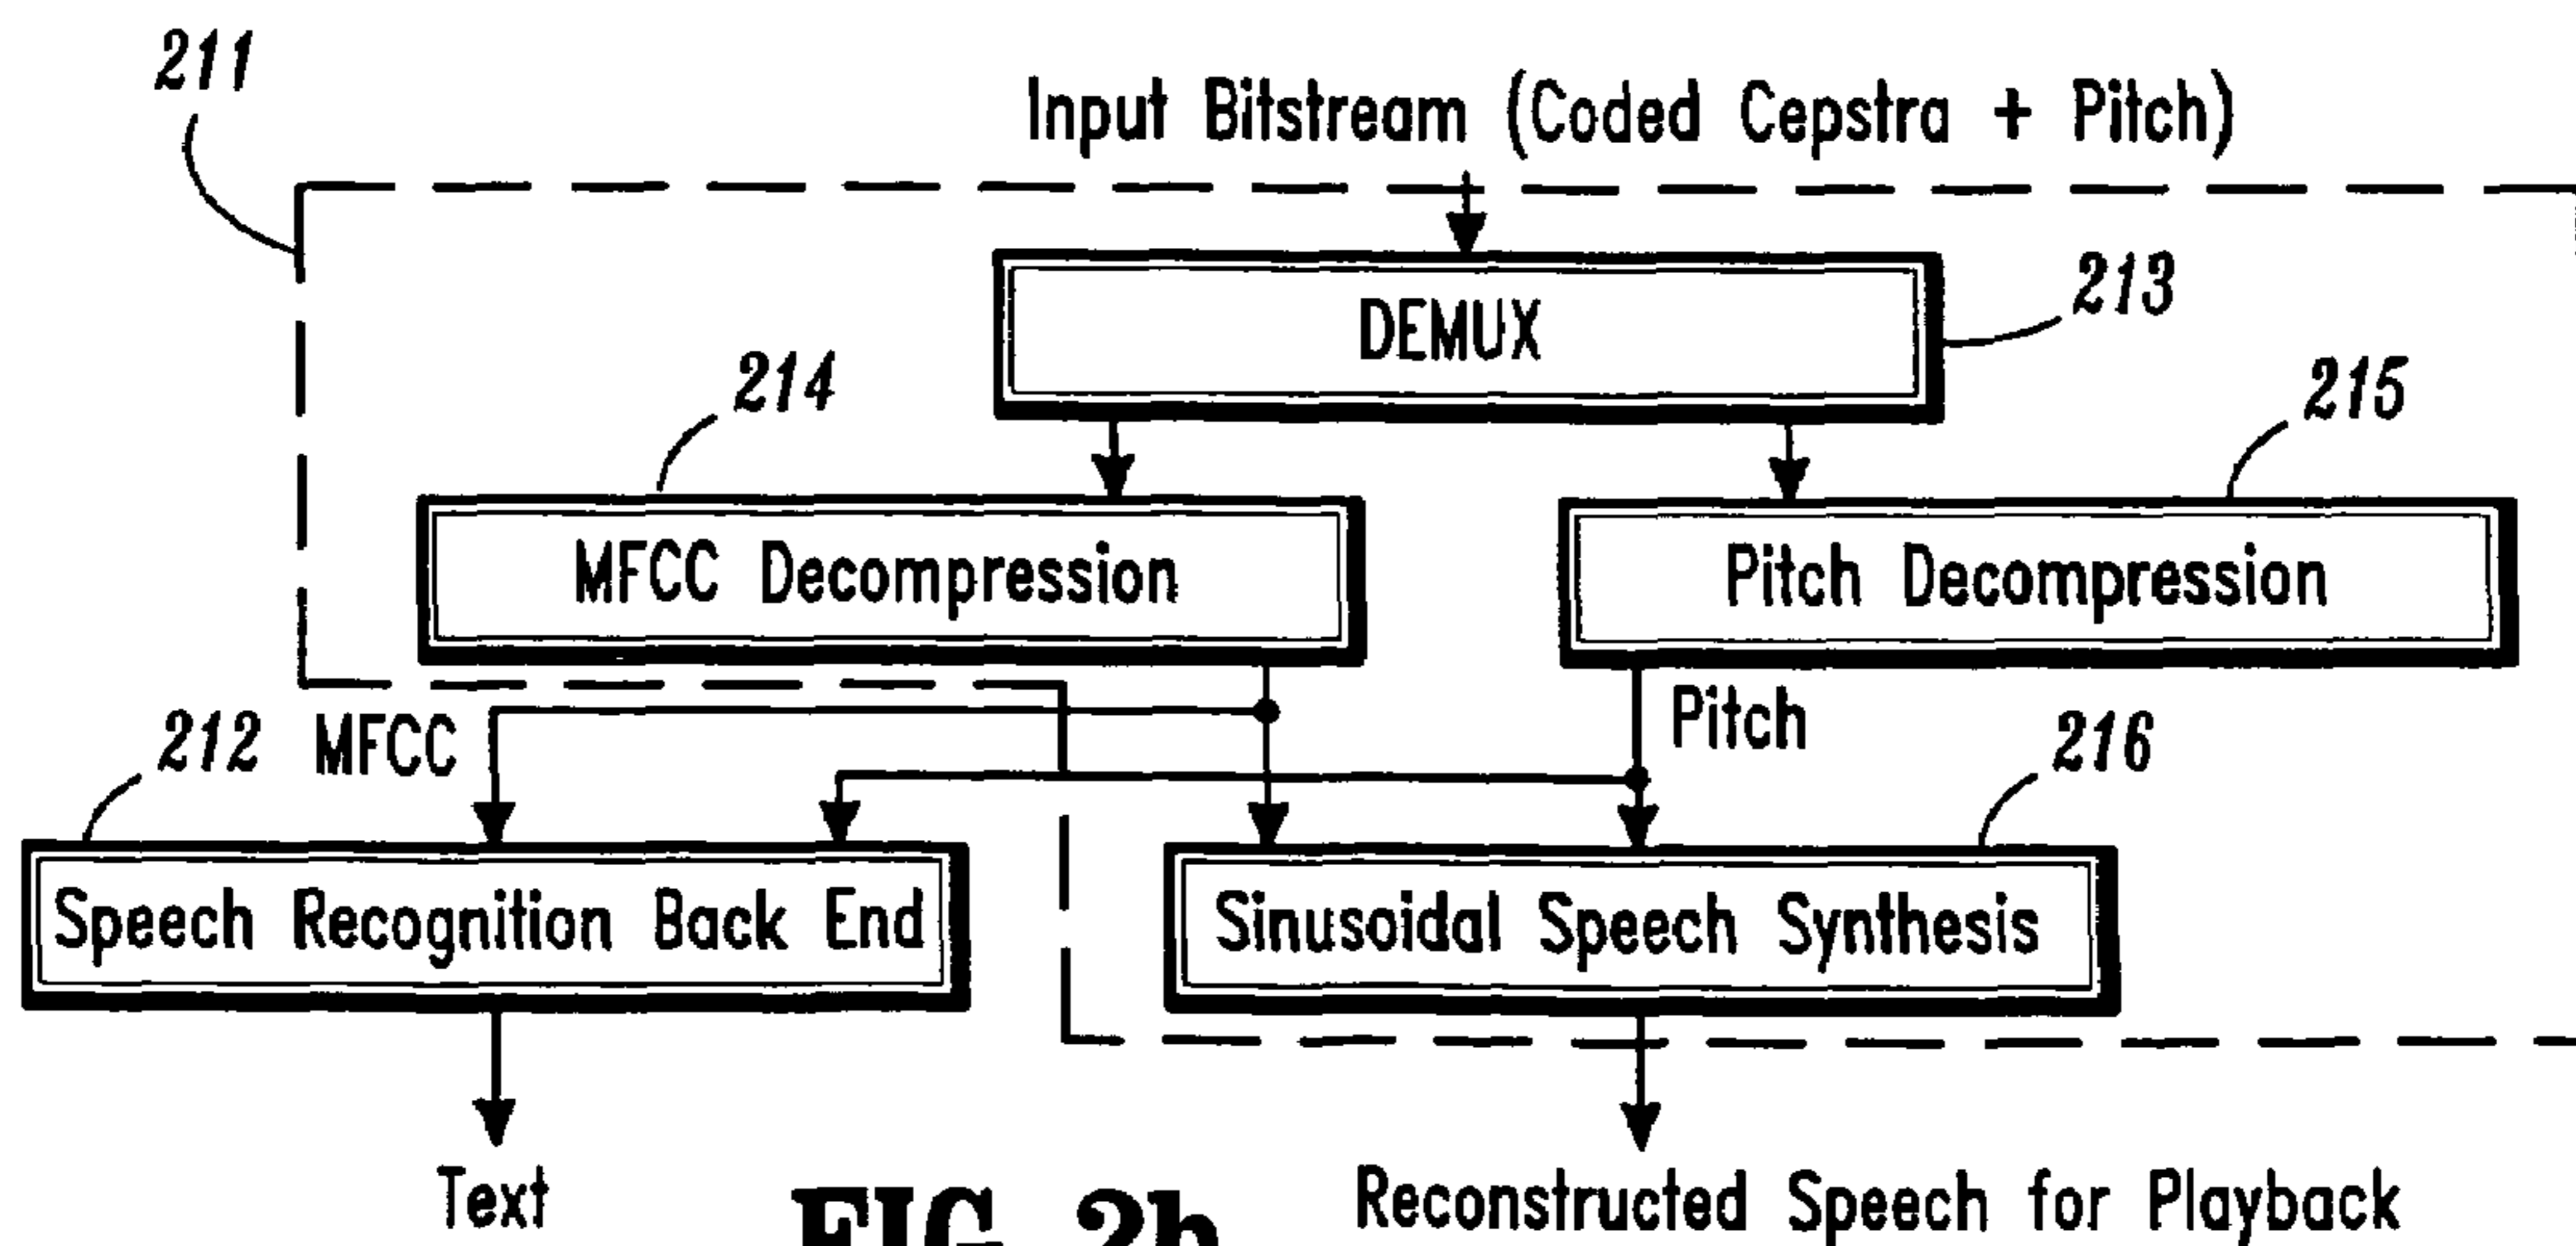 211
Input Bitstream (Coded Cepstra + Pitch)
DEMUX
213
214
215
MFCC Decompression
Pitch Decompression
212
MFCC
Pitch
216
Speech Recognition Back End
Sinusoidal Speech Synthesis
Text
FIG 2b
Reconstructed Speech for Playback